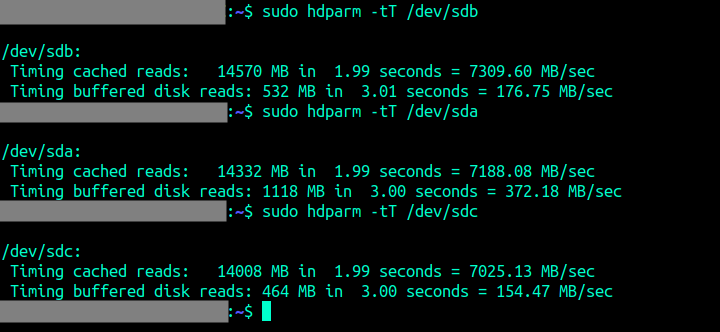 :~$ sudo hdparm -tT /dev/sdb
/dev/sdb:
Timing cached reads: 14570 MB in 1.99 seconds = 7309.60 MB/sec
Timing buffered disk reads: 532 MB in 3.01 seconds = 176.75 MB/sec
:~$ sudo hdparm -tT /dev/sda
/dev/sda:
Timing cached reads: 14332 MB in 1.99 seconds = 7188.08 MB/sec
Timing buffered disk reads: 1118 MB in 3.00 seconds = 372.18 MB/sec
:~$ sudo hdparm -tT /dev/sdc
/dev/sdc:
Timing cached reads: 14008 MB in 1.99 seconds = 7025.13 MB/sec
Timing buffered disk reads: 464 MB in 3.00 seconds = 154.47 MB/sec
:~$